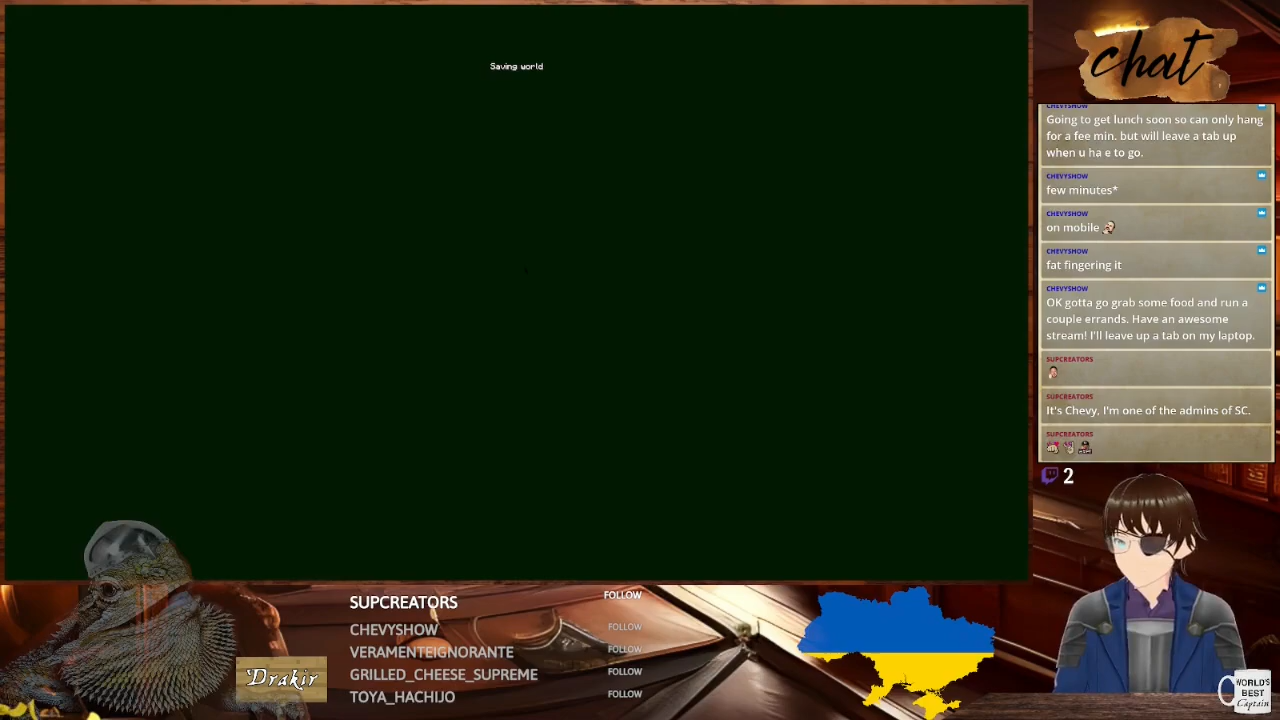 Saving world
chat
CHEVYSHOW
Going to get lunch soon so can only hang
for a fee min. but will leave a tab up
when u ha e to go.
CHEVYSHOW
few minutes*
CHEVYSHOW
on mobile
CHEVYSHOW
fat fingering it
CHEVYSHOW
OK gotta go grab some food and run a
couple errands. Have an awesome
stream! I'll leave up a tab on my laptop.
SUPCREATORS
SUPCREATORS
It's Chevy, I'm one of the admins of SC.
SUPCREATORS
2
SUPCREATORS FOLLOW
CHEVYSHOW FOLLOW
VERAMENTEIGNORANTE FOLLOW
GRILLED_CHEESE_SUPREME FOLLOW
TOYA_HACHIJO FOLLOW
Drakir
WORLD'S
BEST
Captain